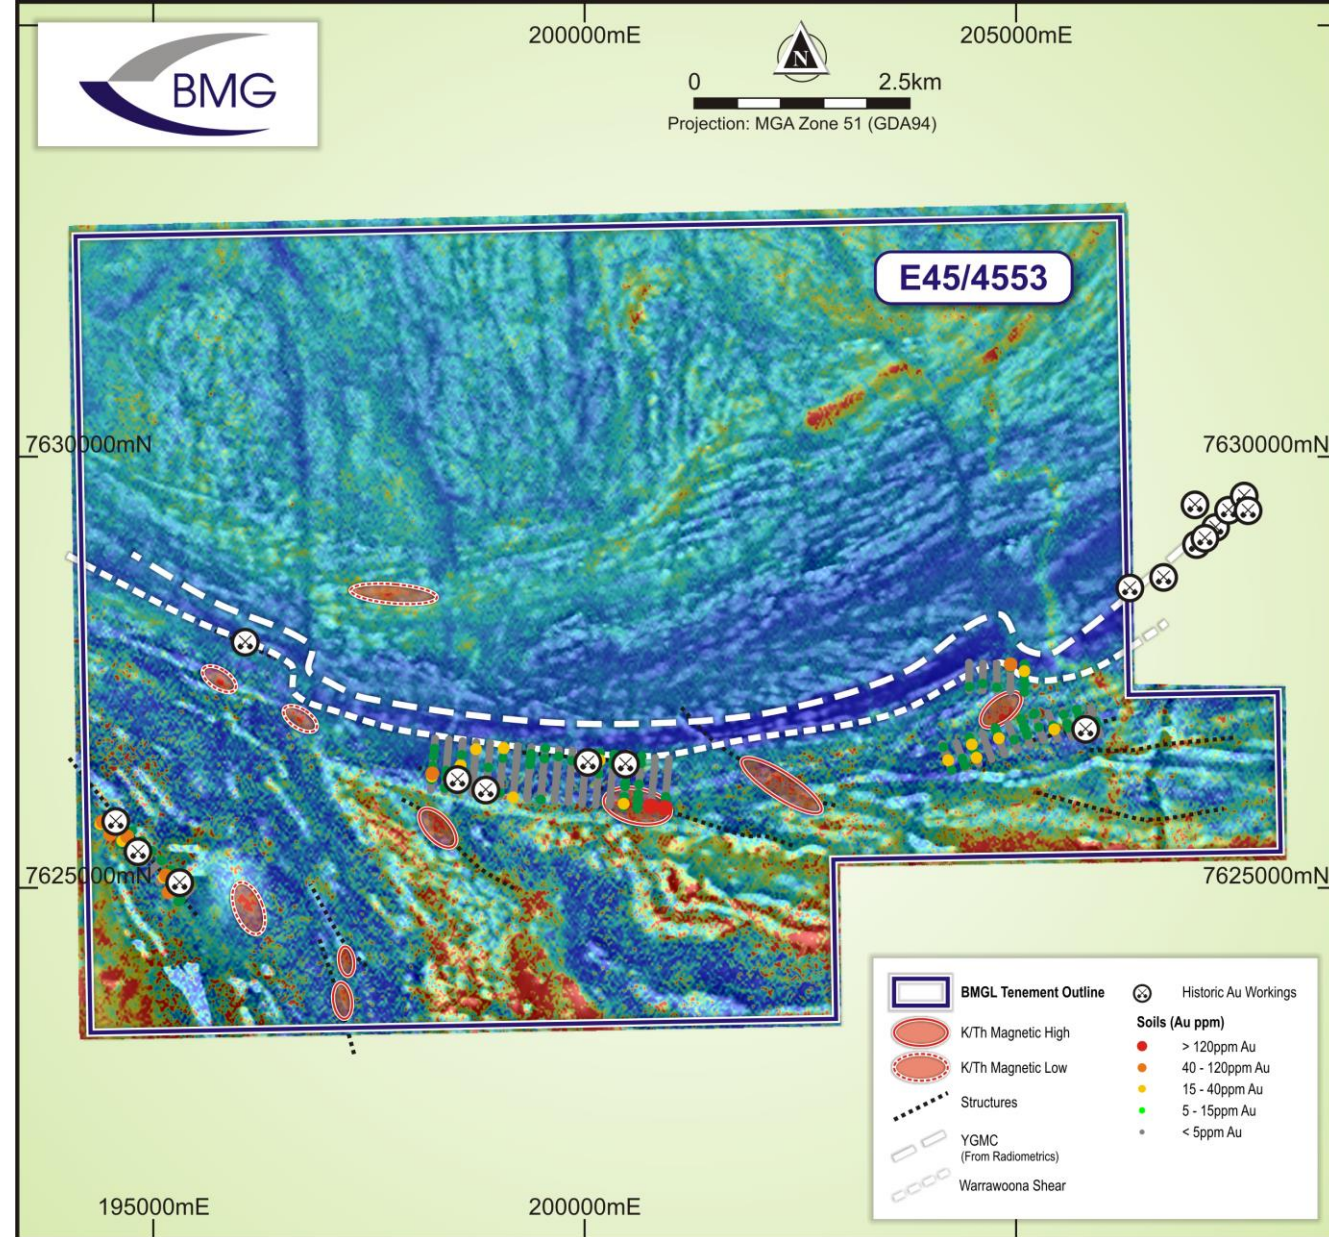 BMG
200000mE
205000mE
N
0 2.5km
Projection: MGA Zone 51 (GDA94)
E45/4553
7630000mN
7630000mN
7625000mN
7625000mN
BMGL Tenement Outline
K/Th Magnetic High
K/Th Magnetic Low
Structures
YGMC
(From Radiometrics)
Warrawoona Shear
Historic Au Workings
Soils (Au ppm)
> 120ppm Au
40 - 120ppm Au
15 - 40ppm Au
5 - 15ppm Au
< 5ppm Au
195000mE
200000mE